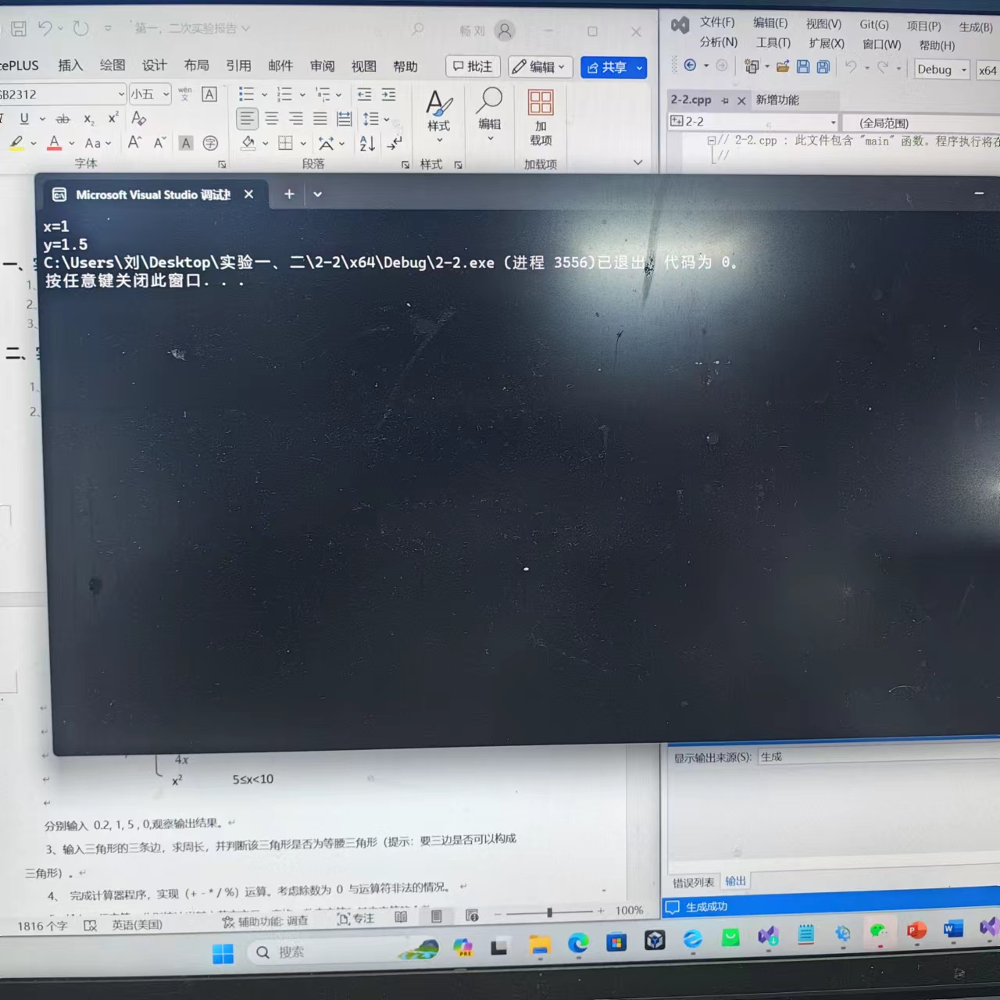 第一，二次实验报告
畅 刘
cePLUS 插入 绘图 设计 布局 引用 邮件 审阅 视图 帮助 批注 编辑 共享
GB2312 小五
样式
编辑
加
载项
字体 段落 样式 加载项
文件(F) 编辑(E) 视图(V) Git(G) 项目(P) 生成(B)
分析(N) 工具(T) 扩展(X) 窗口(W) 帮助(H)
Debug x64
2-2.cpp 新增功能
2-2 (全局范围)
// 2-2.cpp : 此文件包含 "main" 函数。程序执行将在
//
Microsoft Visual Studio 调试
x=1
y=1.5
C:\Users\刘\Desktop\实验一、二\2-2\x64\Debug\2-2.exe (进程 3556)已退出，代码为 0。
按任意键关闭此窗口. . .
一、
1、
2、
3、
二、
1、
2、
4x
x² 5≤x<10
分别输入 0.2, 1, 5 , 0,观察输出结果。
3、输入三角形的三条边，求周长，并判断该三角形是否为等腰三角形（提示：要三边是否可以构成
三角形）。
4、 完成计算器程序，实现（+ - * / %）运算。考虑除数为 0 与运算符非法的情况。
1816 个字 英语(美国) 辅助功能: 调查 专注 100%
显示输出来源(S): 生成
错误列表 输出
生成成功
搜索
PRE